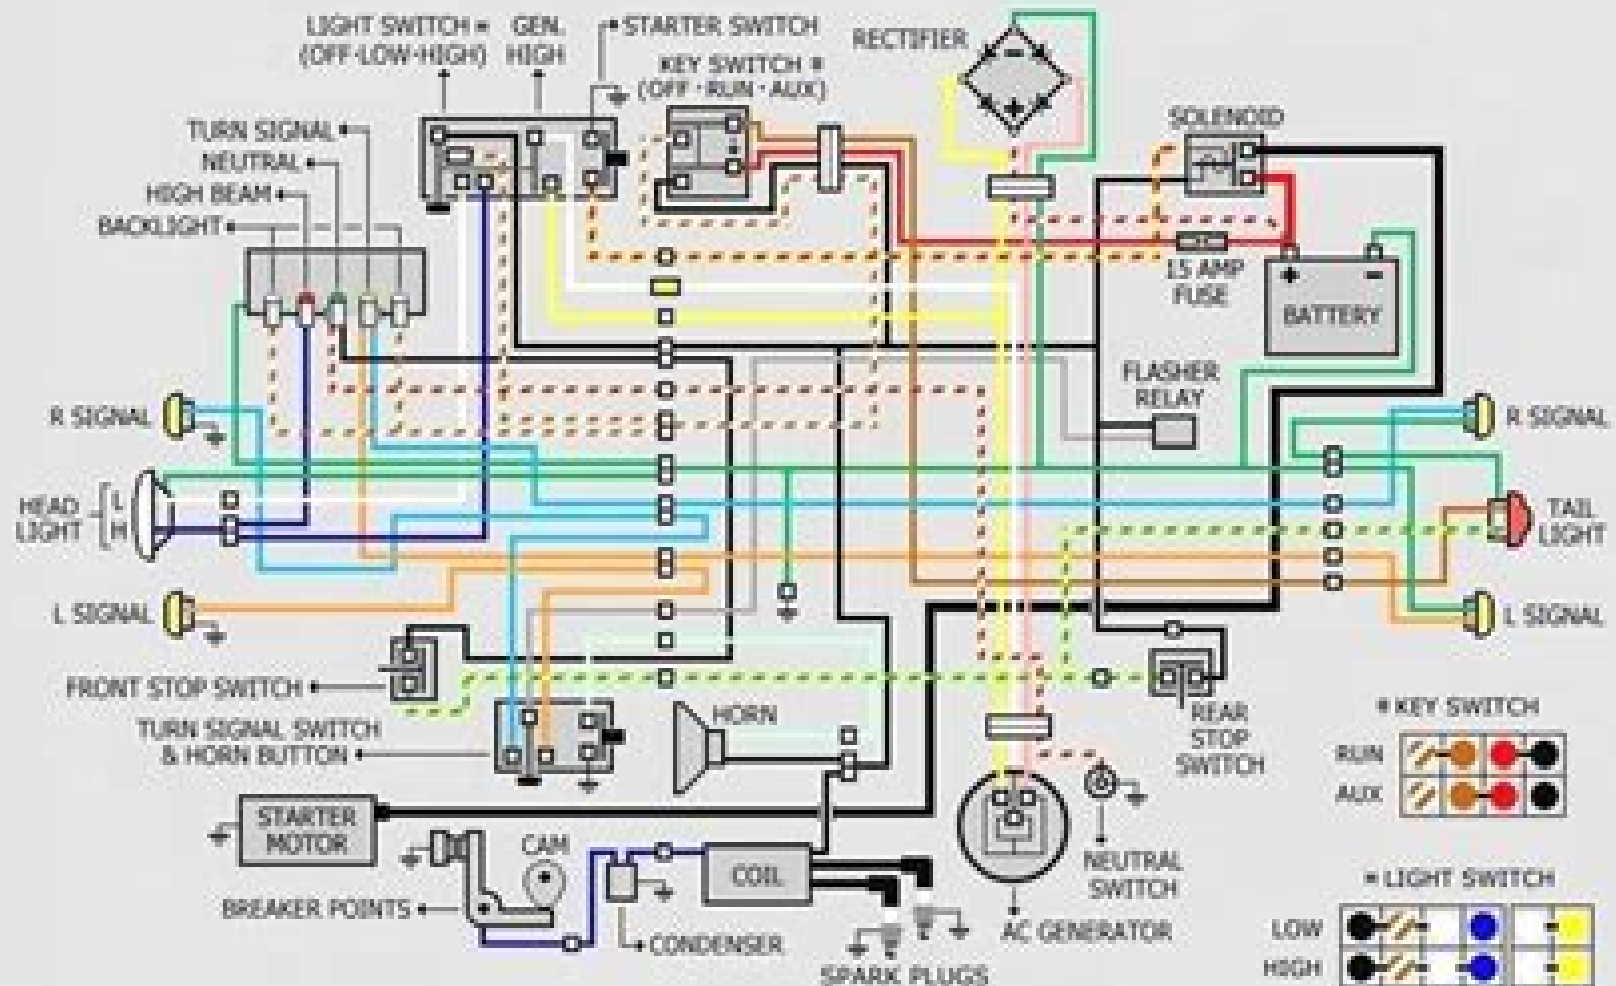 LIGHT SWITCH *
(OFF·LOW·HIGH)
GEN.
HIGH
STARTER SWITCH
KEY SWITCH *
(OFF·RUN·AUX)
RECTIFIER
SOLENOID
TURN SIGNAL
NEUTRAL
HIGH BEAM
BACKLIGHT
15 AMP
FUSE
+ −
BATTERY
FLASHER
RELAY
R SIGNAL
R SIGNAL
HEAD
LIGHT
L
H
TAIL
LIGHT
L SIGNAL
L SIGNAL
FRONT STOP SWITCH
TURN SIGNAL SWITCH
& HORN BUTTON
HORN
REAR
STOP
SWITCH
* KEY SWITCH
RUN
AUX
STARTER
MOTOR
CAM
BREAKER POINTS
COIL
CONDENSER
SPARK PLUGS
NEUTRAL
SWITCH
AC GENERATOR
* LIGHT SWITCH
LOW
HIGH